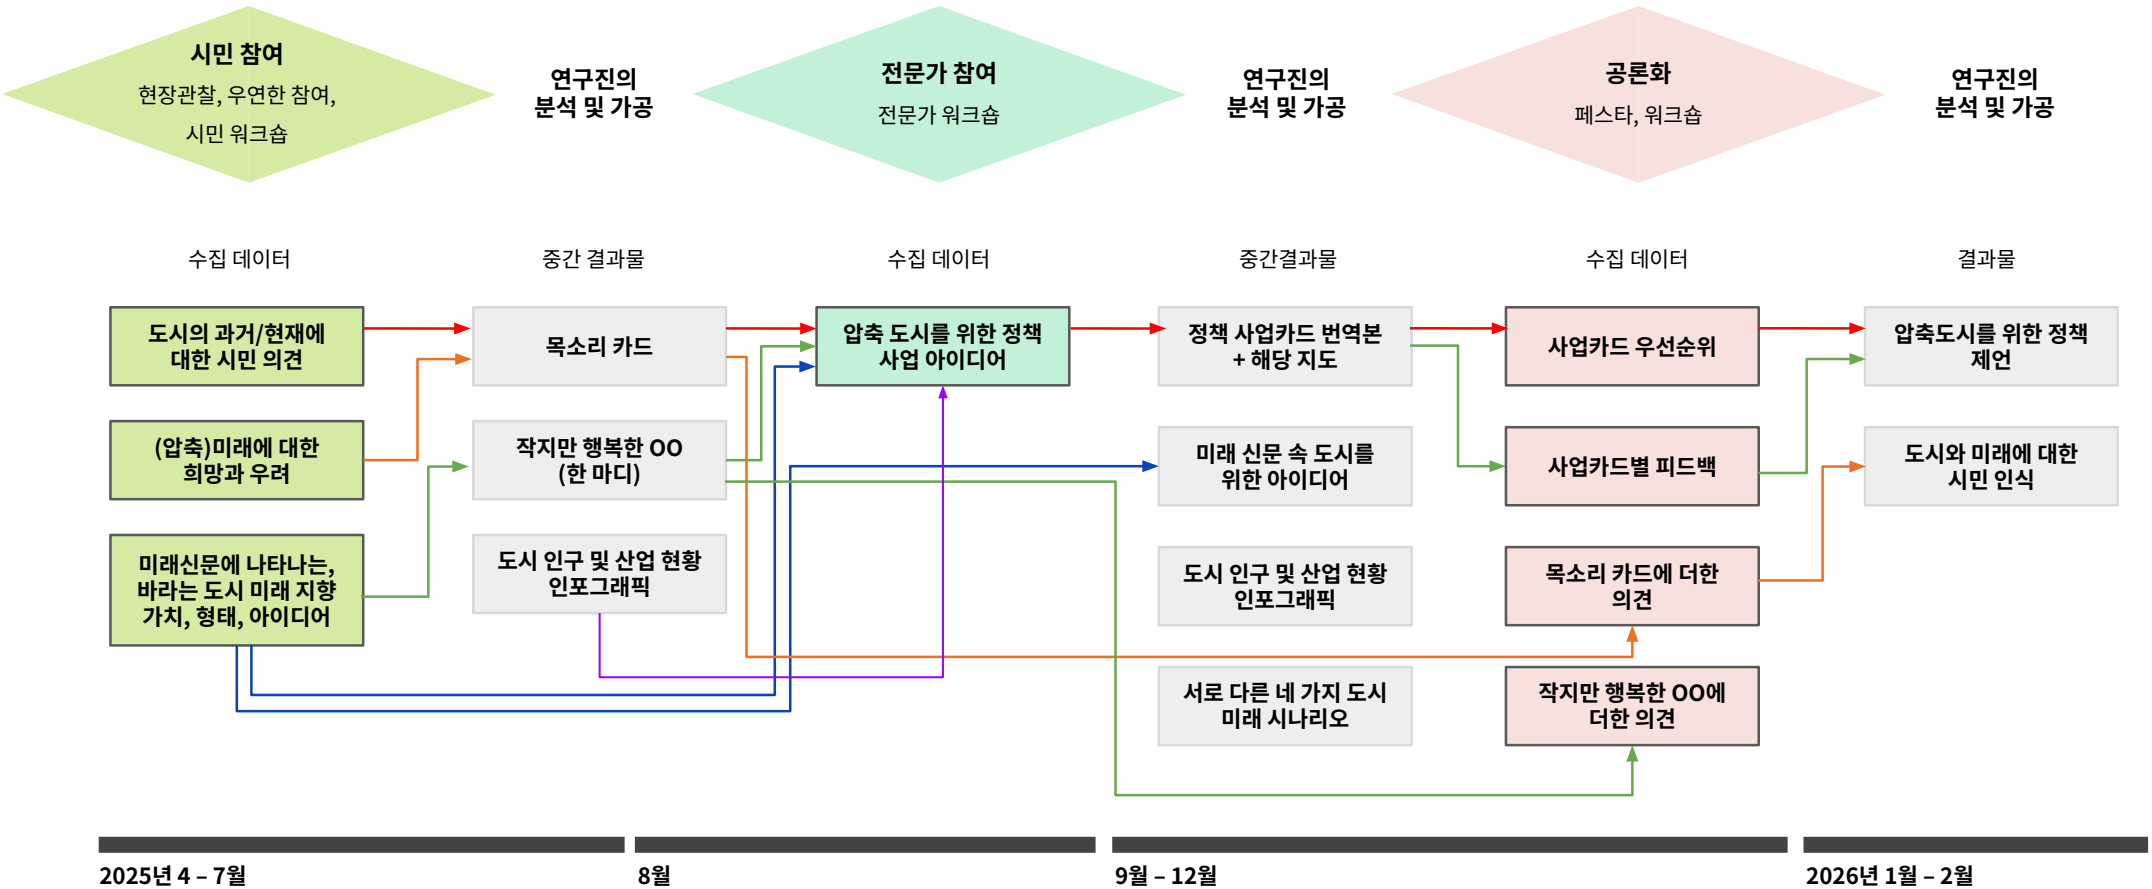 시민 참여
현장관찰, 우연한 참여,
시민 워크숍
연구진의
분석 및 가공
전문가 참여
전문가 워크숍
연구진의
분석 및 가공
공론화
페스타, 워크숍
연구진의
분석 및 가공
수집 데이터
중간 결과물
수집 데이터
중간결과물
수집 데이터
결과물
도시의 과거/현재에
대한 시민 의견
(압축)미래에 대한
희망과 우려
미래신문에 나타나는,
바라는 도시 미래 지향
가치, 형태, 아이디어
목소리 카드
작지만 행복한 OO
(한 마디)
도시 인구 및 산업 현황
인포그래픽
압축 도시를 위한 정책
사업 아이디어
정책 사업카드 번역본
+ 해당 지도
미래 신문 속 도시를
위한 아이디어
도시 인구 및 산업 현황
인포그래픽
서로 다른 네 가지 도시
미래 시나리오
사업카드 우선순위
사업카드별 피드백
목소리 카드에 더한
의견
작지만 행복한 OO에
더한 의견
압축도시를 위한 정책
제언
도시와 미래에 대한
시민 인식
2025년 4 – 7월
8월
9월 – 12월
2026년 1월 – 2월